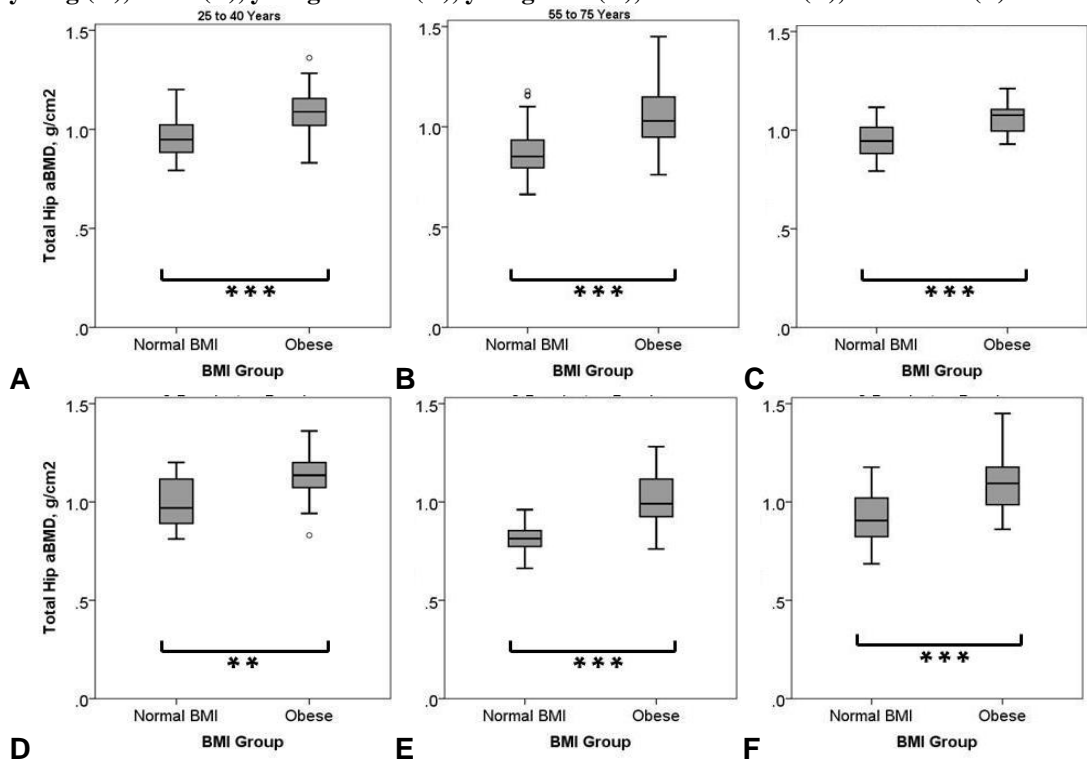 25 to 40 Years
55 to 75 Years
Total Hip aBMD, g/cm2
1.5
1.0
.5
.0
***
Normal BMI Obese
BMI Group
A
1.5
1.0
.5
.0
***
Normal BMI Obese
BMI Group
B
1.5
1.0
.5
.0
***
Normal BMI Obese
BMI Group
C
Total Hip aBMD, g/cm2
1.5
1.0
.5
.0
**
Normal BMI Obese
BMI Group
D
1.5
1.0
.5
.0
***
Normal BMI Obese
BMI Group
E
1.5
1.0
.5
.0
***
Normal BMI Obese
BMI Group
F